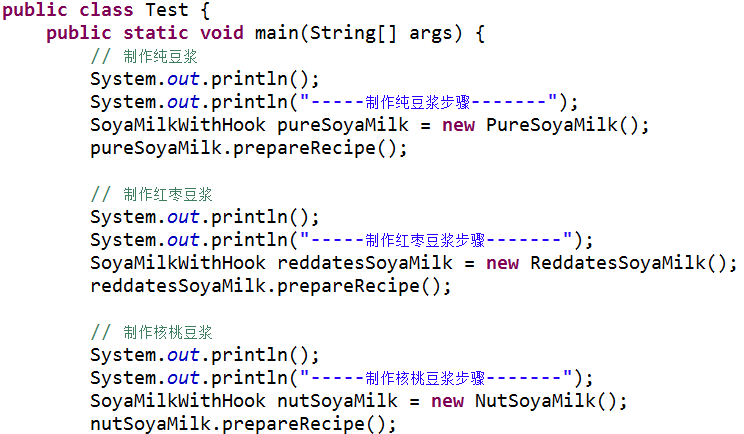 public class Test {
    public static void main(String[] args) {
        // 制作纯豆浆
        System.out.println();
        System.out.println("-----制作纯豆浆步骤-------");
        SoyaMilkWithHook pureSoyaMilk = new PureSoyaMilk();
        pureSoyaMilk.prepareRecipe();

        // 制作红枣豆浆
        System.out.println();
        System.out.println("-----制作红枣豆浆步骤-------");
        SoyaMilkWithHook reddatesSoyaMilk = new ReddatesSoyaMilk();
        reddatesSoyaMilk.prepareRecipe();

        // 制作核桃豆浆
        System.out.println();
        System.out.println("-----制作核桃豆浆步骤-------");
        SoyaMilkWithHook nutSoyaMilk = new NutSoyaMilk();
        nutSoyaMilk.prepareRecipe();